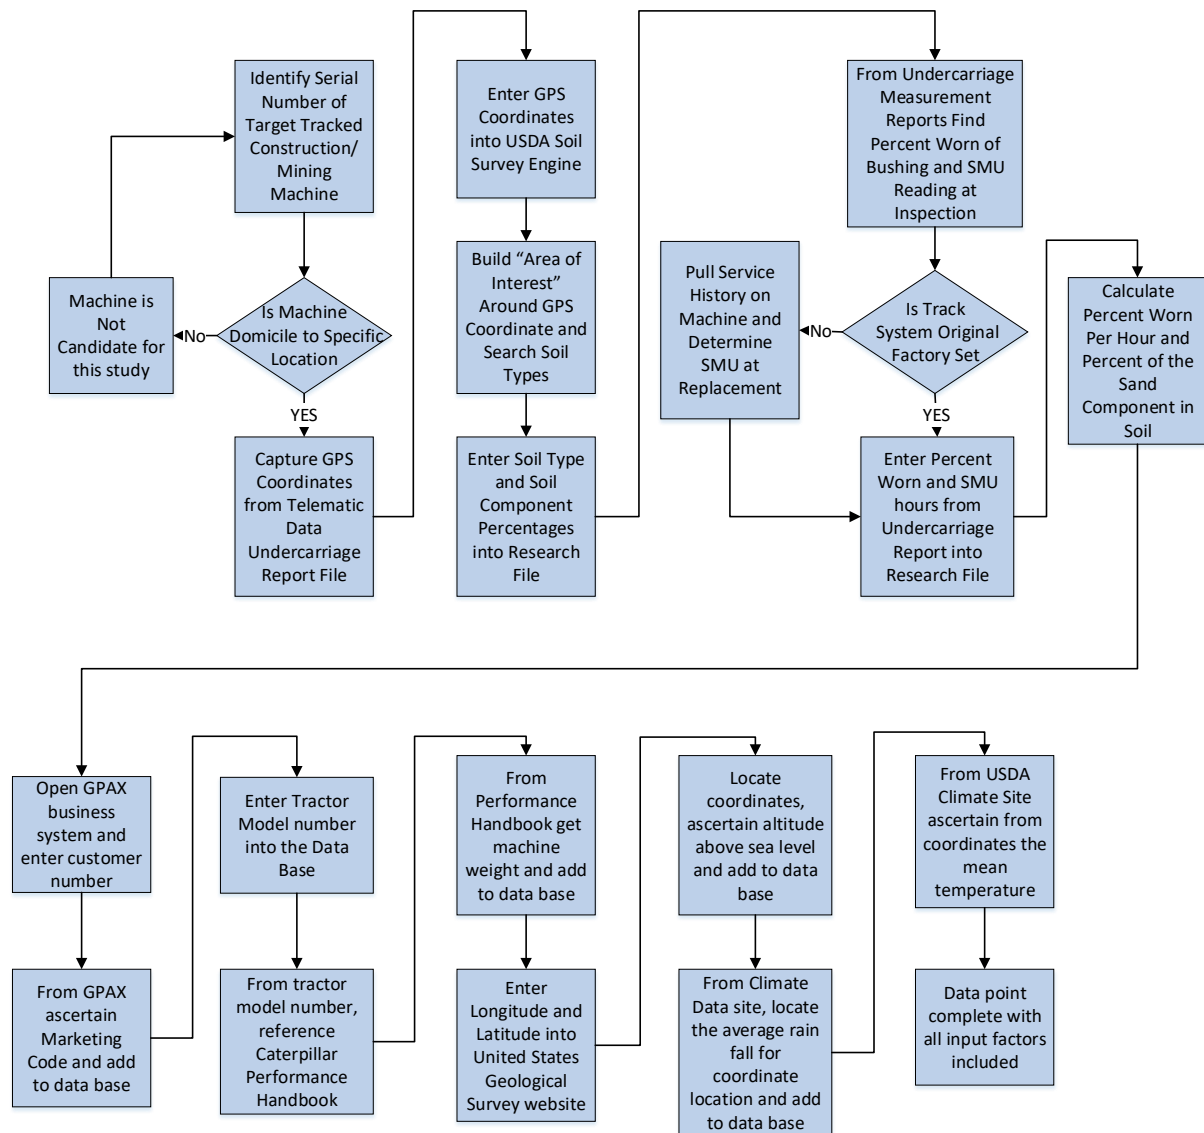 Identify Serial
Number of
Target Tracked
Construction/
Mining
Machine
Is Machine
Domicile to Specific
Location
No
Machine is
Not
Candidate for
this study
YES
Capture GPS
Coordinates
from Telematic
Data
Undercarriage
Report File
Enter GPS
Coordinates
into USDA Soil
Survey Engine
Build “Area of
Interest”
Around GPS
Coordinate and
Search Soil
Types
Enter Soil Type
and Soil
Component
Percentages
into Research
File
From Undercarriage
Measurement
Reports Find
Percent Worn of
Bushing and SMU
Reading at
Inspection
Is Track
System Original
Factory Set
No
Pull Service
History on
Machine and
Determine
SMU at
Replacement
YES
Enter Percent
Worn and SMU
hours from
Undercarriage
Report into
Research File
Calculate
Percent Worn
Per Hour and
Percent of the
Sand
Component in
Soil
Open GPAX
business
system and
enter customer
number
From GPAX
ascertain
Marketing
Code and add
to data base
Enter Tractor
Model number
into the Data
Base
From tractor
model number,
reference
Caterpillar
Performance
Handbook
From
Performance
Handbook get
machine
weight and add
to data base
Enter
Longitude and
Latitude into
United States
Geological
Survey website
Locate
coordinates,
ascertain altitude
above sea level
and add to data
base
From Climate
Data site, locate
the average rain
fall for
coordinate
location and add
to data base
From USDA
Climate Site
ascertain from
coordinates the
mean
temperature
Data point
complete with
all input factors
included